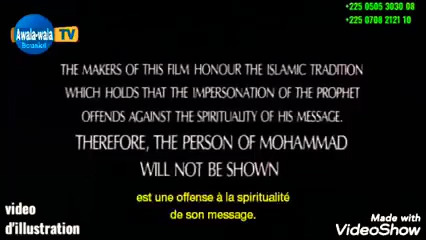 Awala-wala TV
+225 0505 3030 08
+225 0708 2121 10
THE MAKERS OF THIS FILM HONOUR THE ISLAMIC TRADITION
WHICH HOLDS THAT THE IMPERSONATION OF THE PROPHET
OFFENDS AGAINST THE SPIRITUALITY OF HIS MESSAGE.
THEREFORE, THE PERSON OF MOHAMMAD
WILL NOT BE SHOWN
est une offense à la spiritualité
de son message.
video
d'illustration
Made with
VideoShow